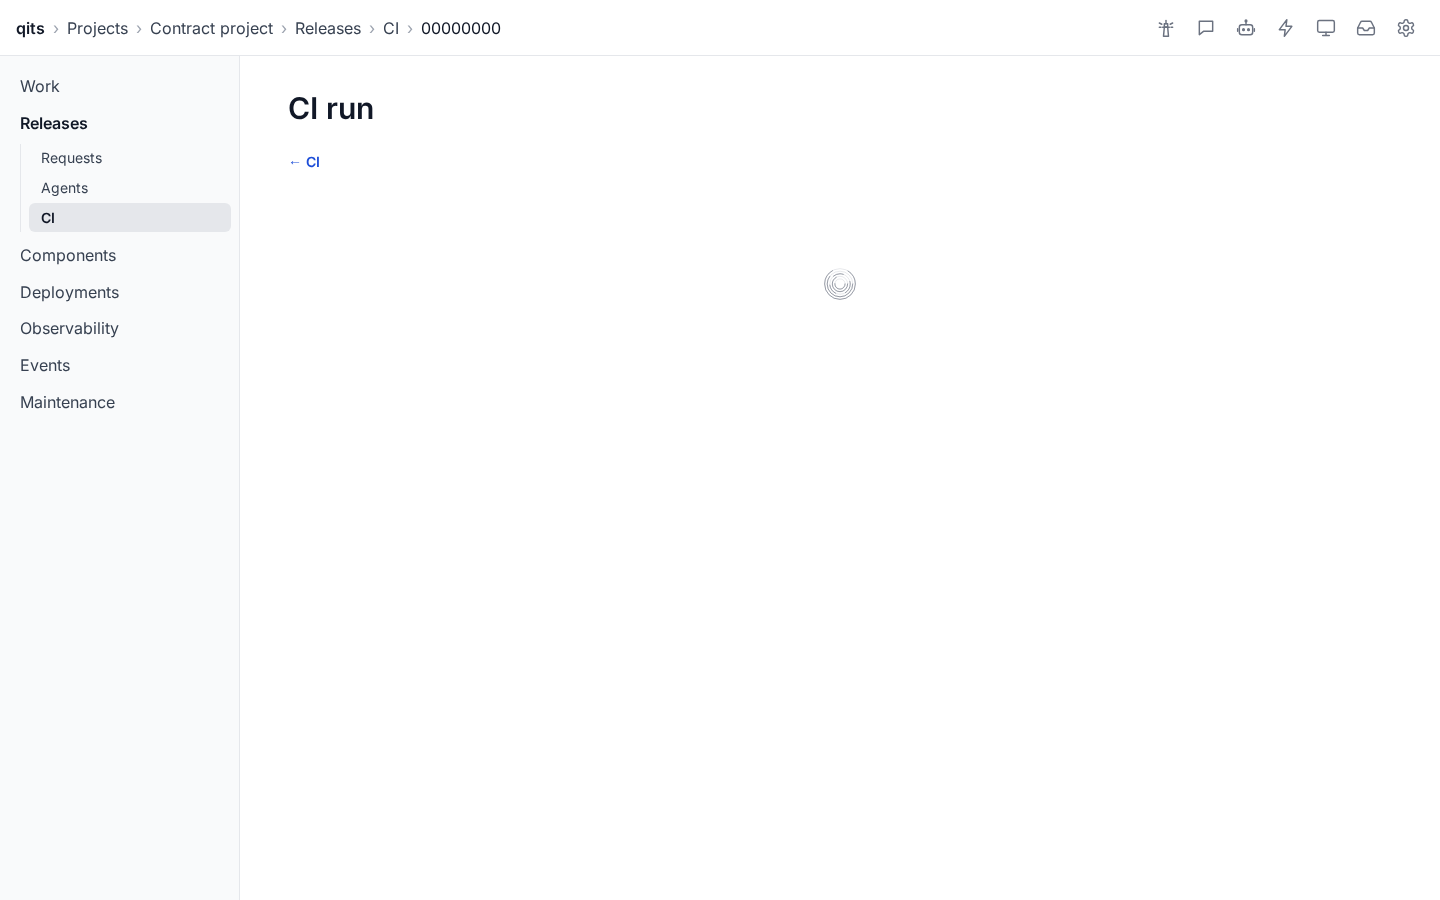 qits › Projects › Contract project › Releases › CI › 00000000
Work
Releases
Requests
Agents
CI
Components
Deployments
Observability
Events
Maintenance
CI run
← CI